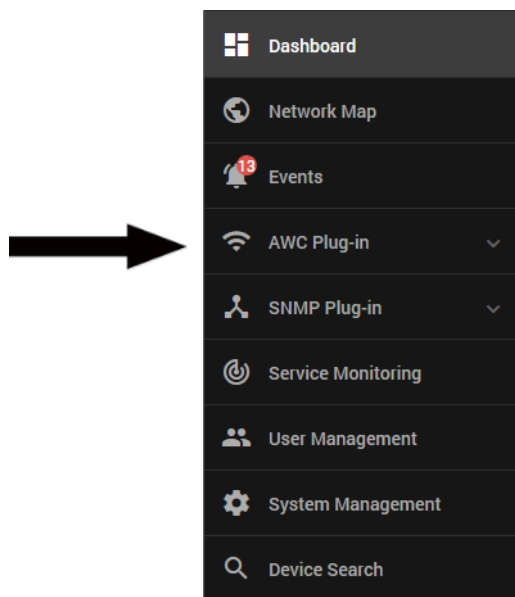 Dashboard
Network Map
13
Events
AWC Plug-in
SNMP Plug-in
Service Monitoring
User Management
System Management
Device Search